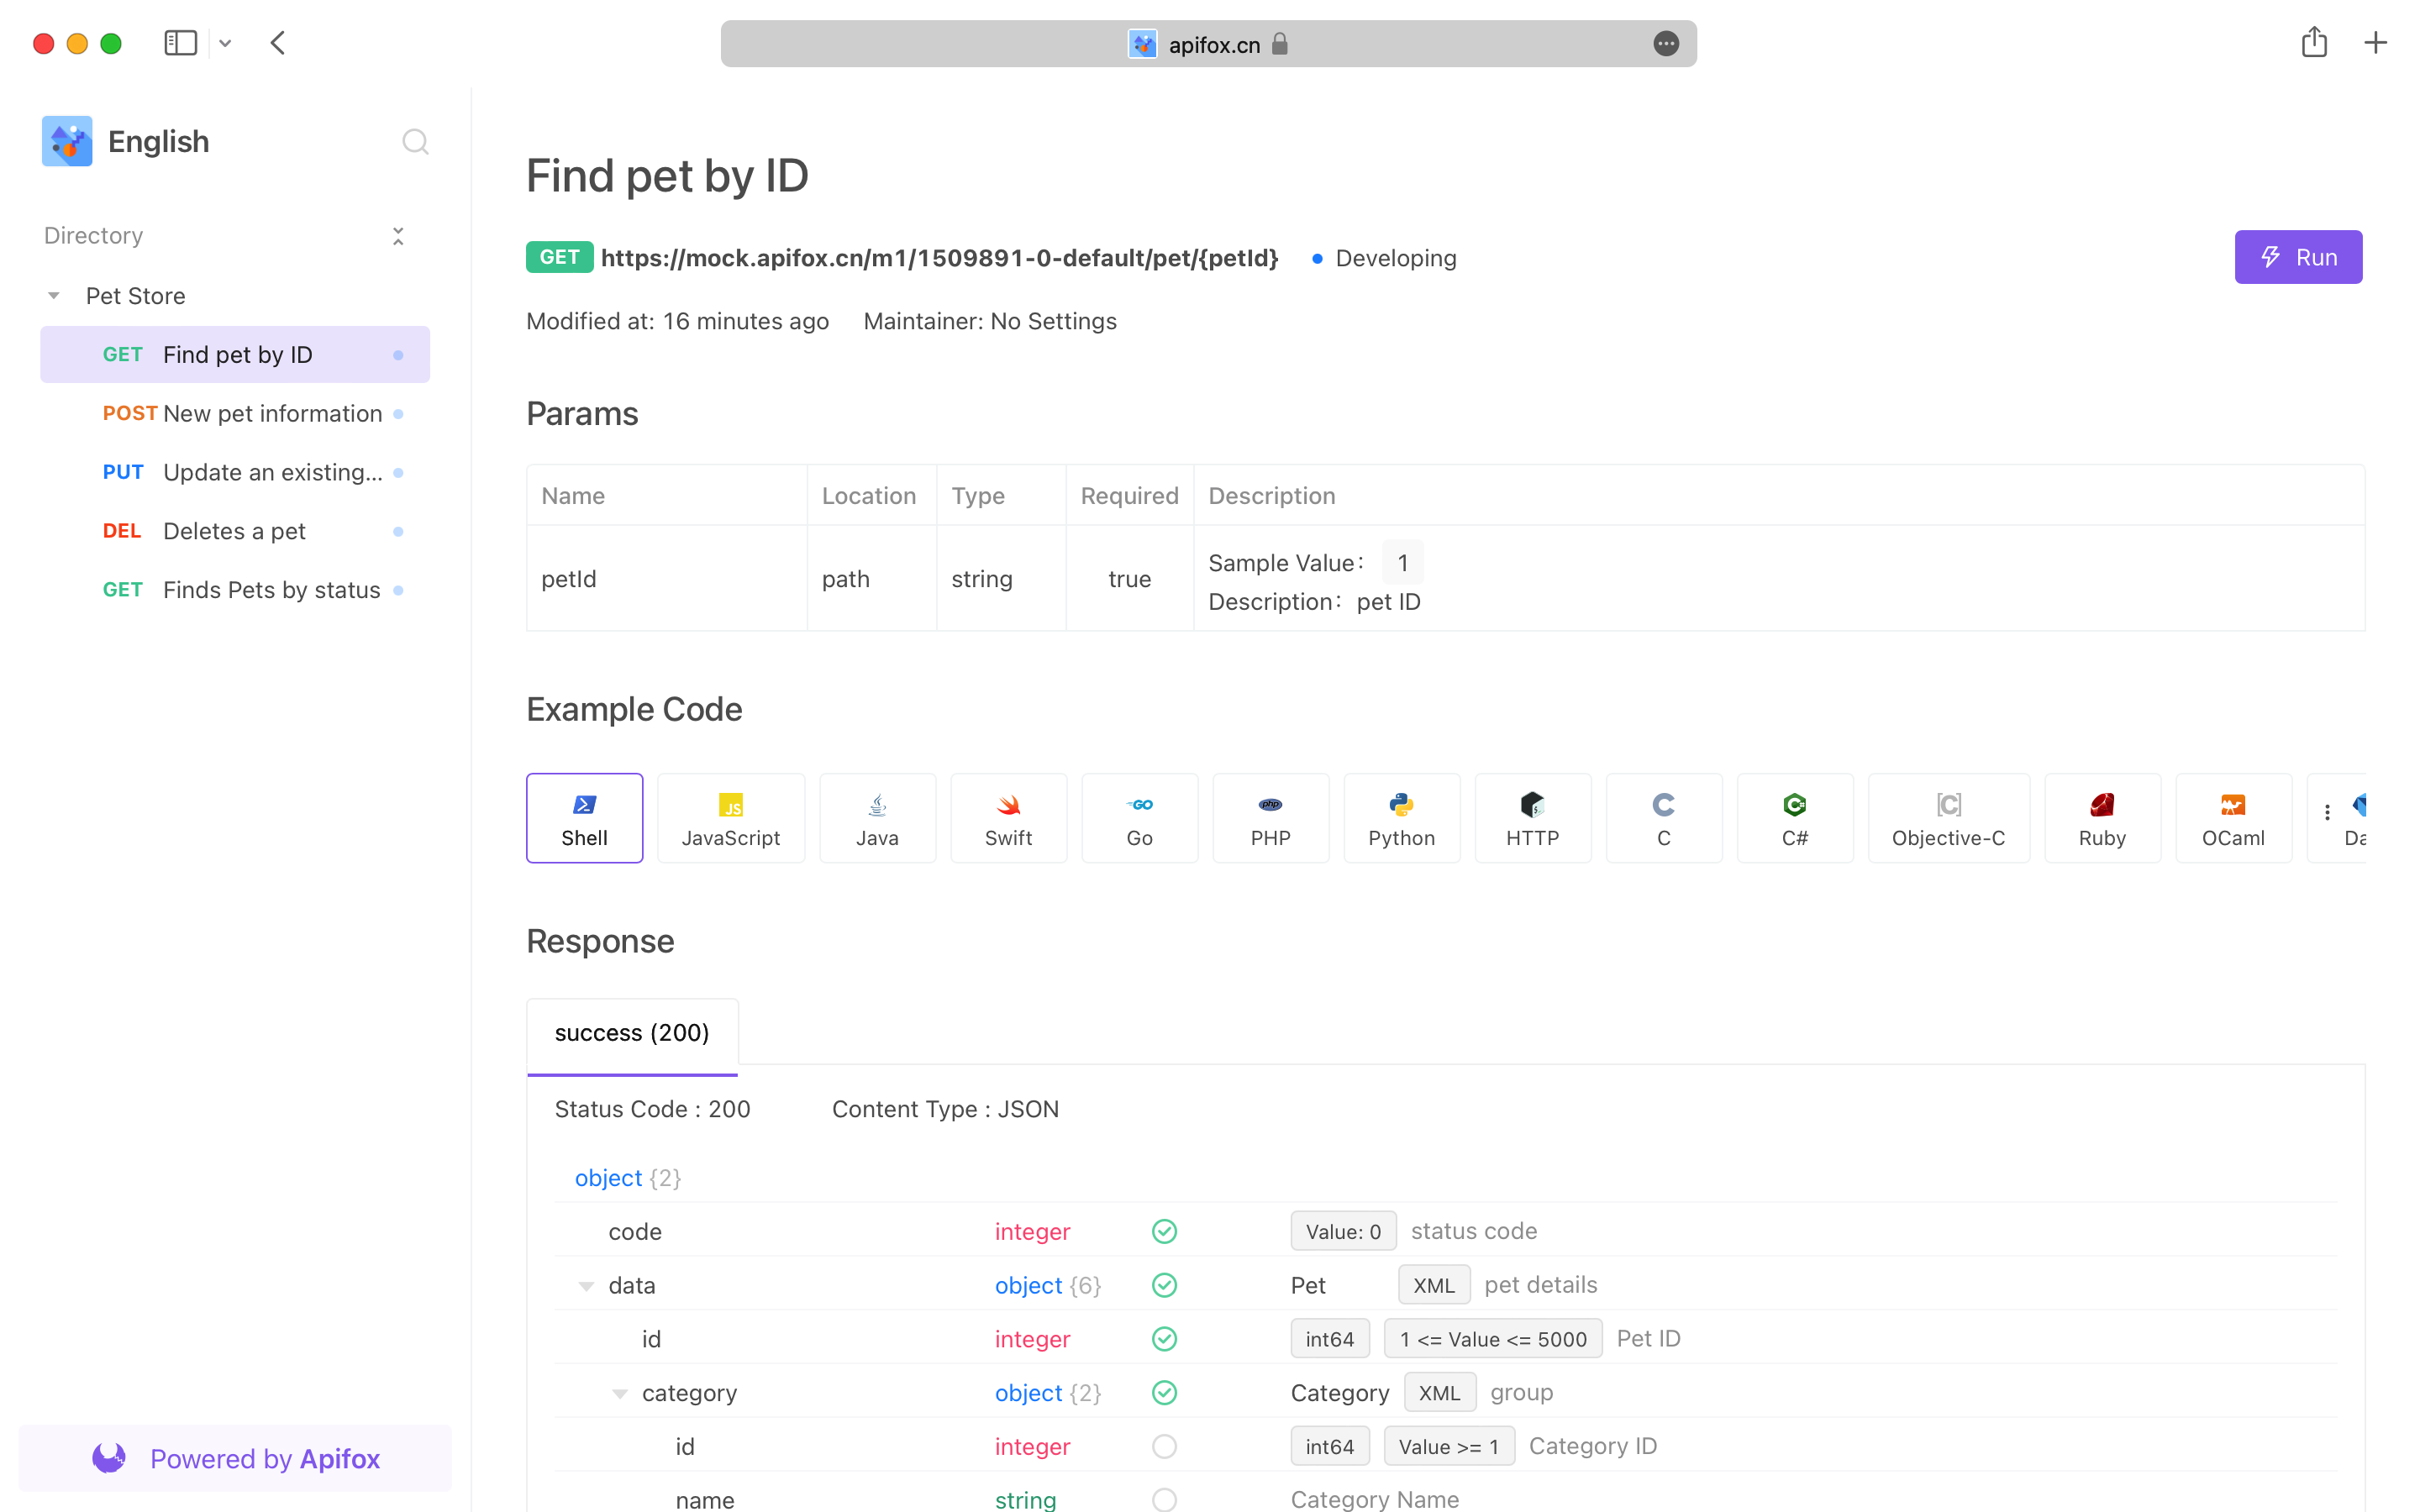 apifox.cn
English
Directory
Pet Store
GET Find pet by ID
POST New pet information
PUT Update an existing...
DEL Deletes a pet
GET Finds Pets by status
Powered by Apifox
Find pet by ID
GET https://mock.apifox.cn/m1/1509891-0-default/pet/{petId} Developing
Run
Modified at: 16 minutes ago Maintainer: No Settings
Params
Name Location Type Required Description
petId path string true Sample Value: 1
Description: pet ID
Example Code
JS GO php C C
Shell JavaScript Java Swift Go PHP Python HTTP C C# Objective-C Ruby OCaml Da
Response
success (200)
Status Code : 200 Content Type : JSON
object {2}
code integer Value: 0 status code
data object {6} Pet XML pet details
id integer int64 1 <= Value <= 5000 Pet ID
category object {2} Category XML group
id integer int64 Value >= 1 Category ID
name string Category Name